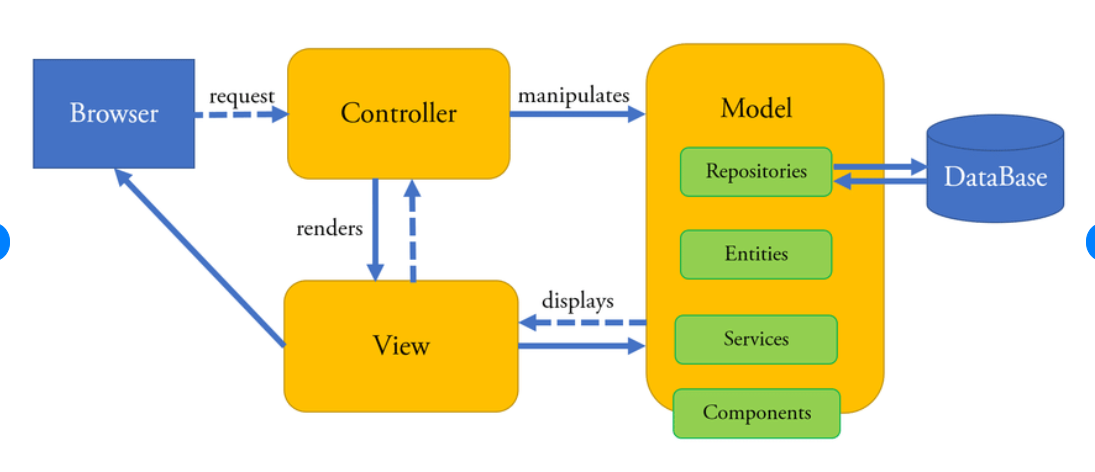 Browser
request
Controller
manipulates
Model
Repositories
DataBase
renders
Entities
displays
View
Services
Components